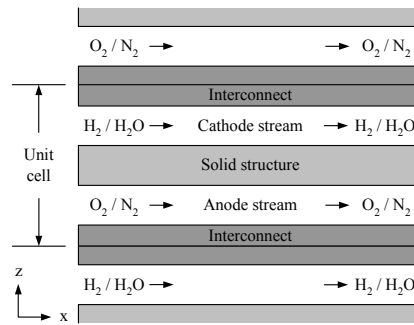 O2 / N2 O2 / N2
Interconnect
H2 / H2O Cathode stream H2 / H2O
Unit cell
Solid structure
O2 / N2 Anode stream O2 / N2
Interconnect
H2 / H2O H2 / H2O
z
x